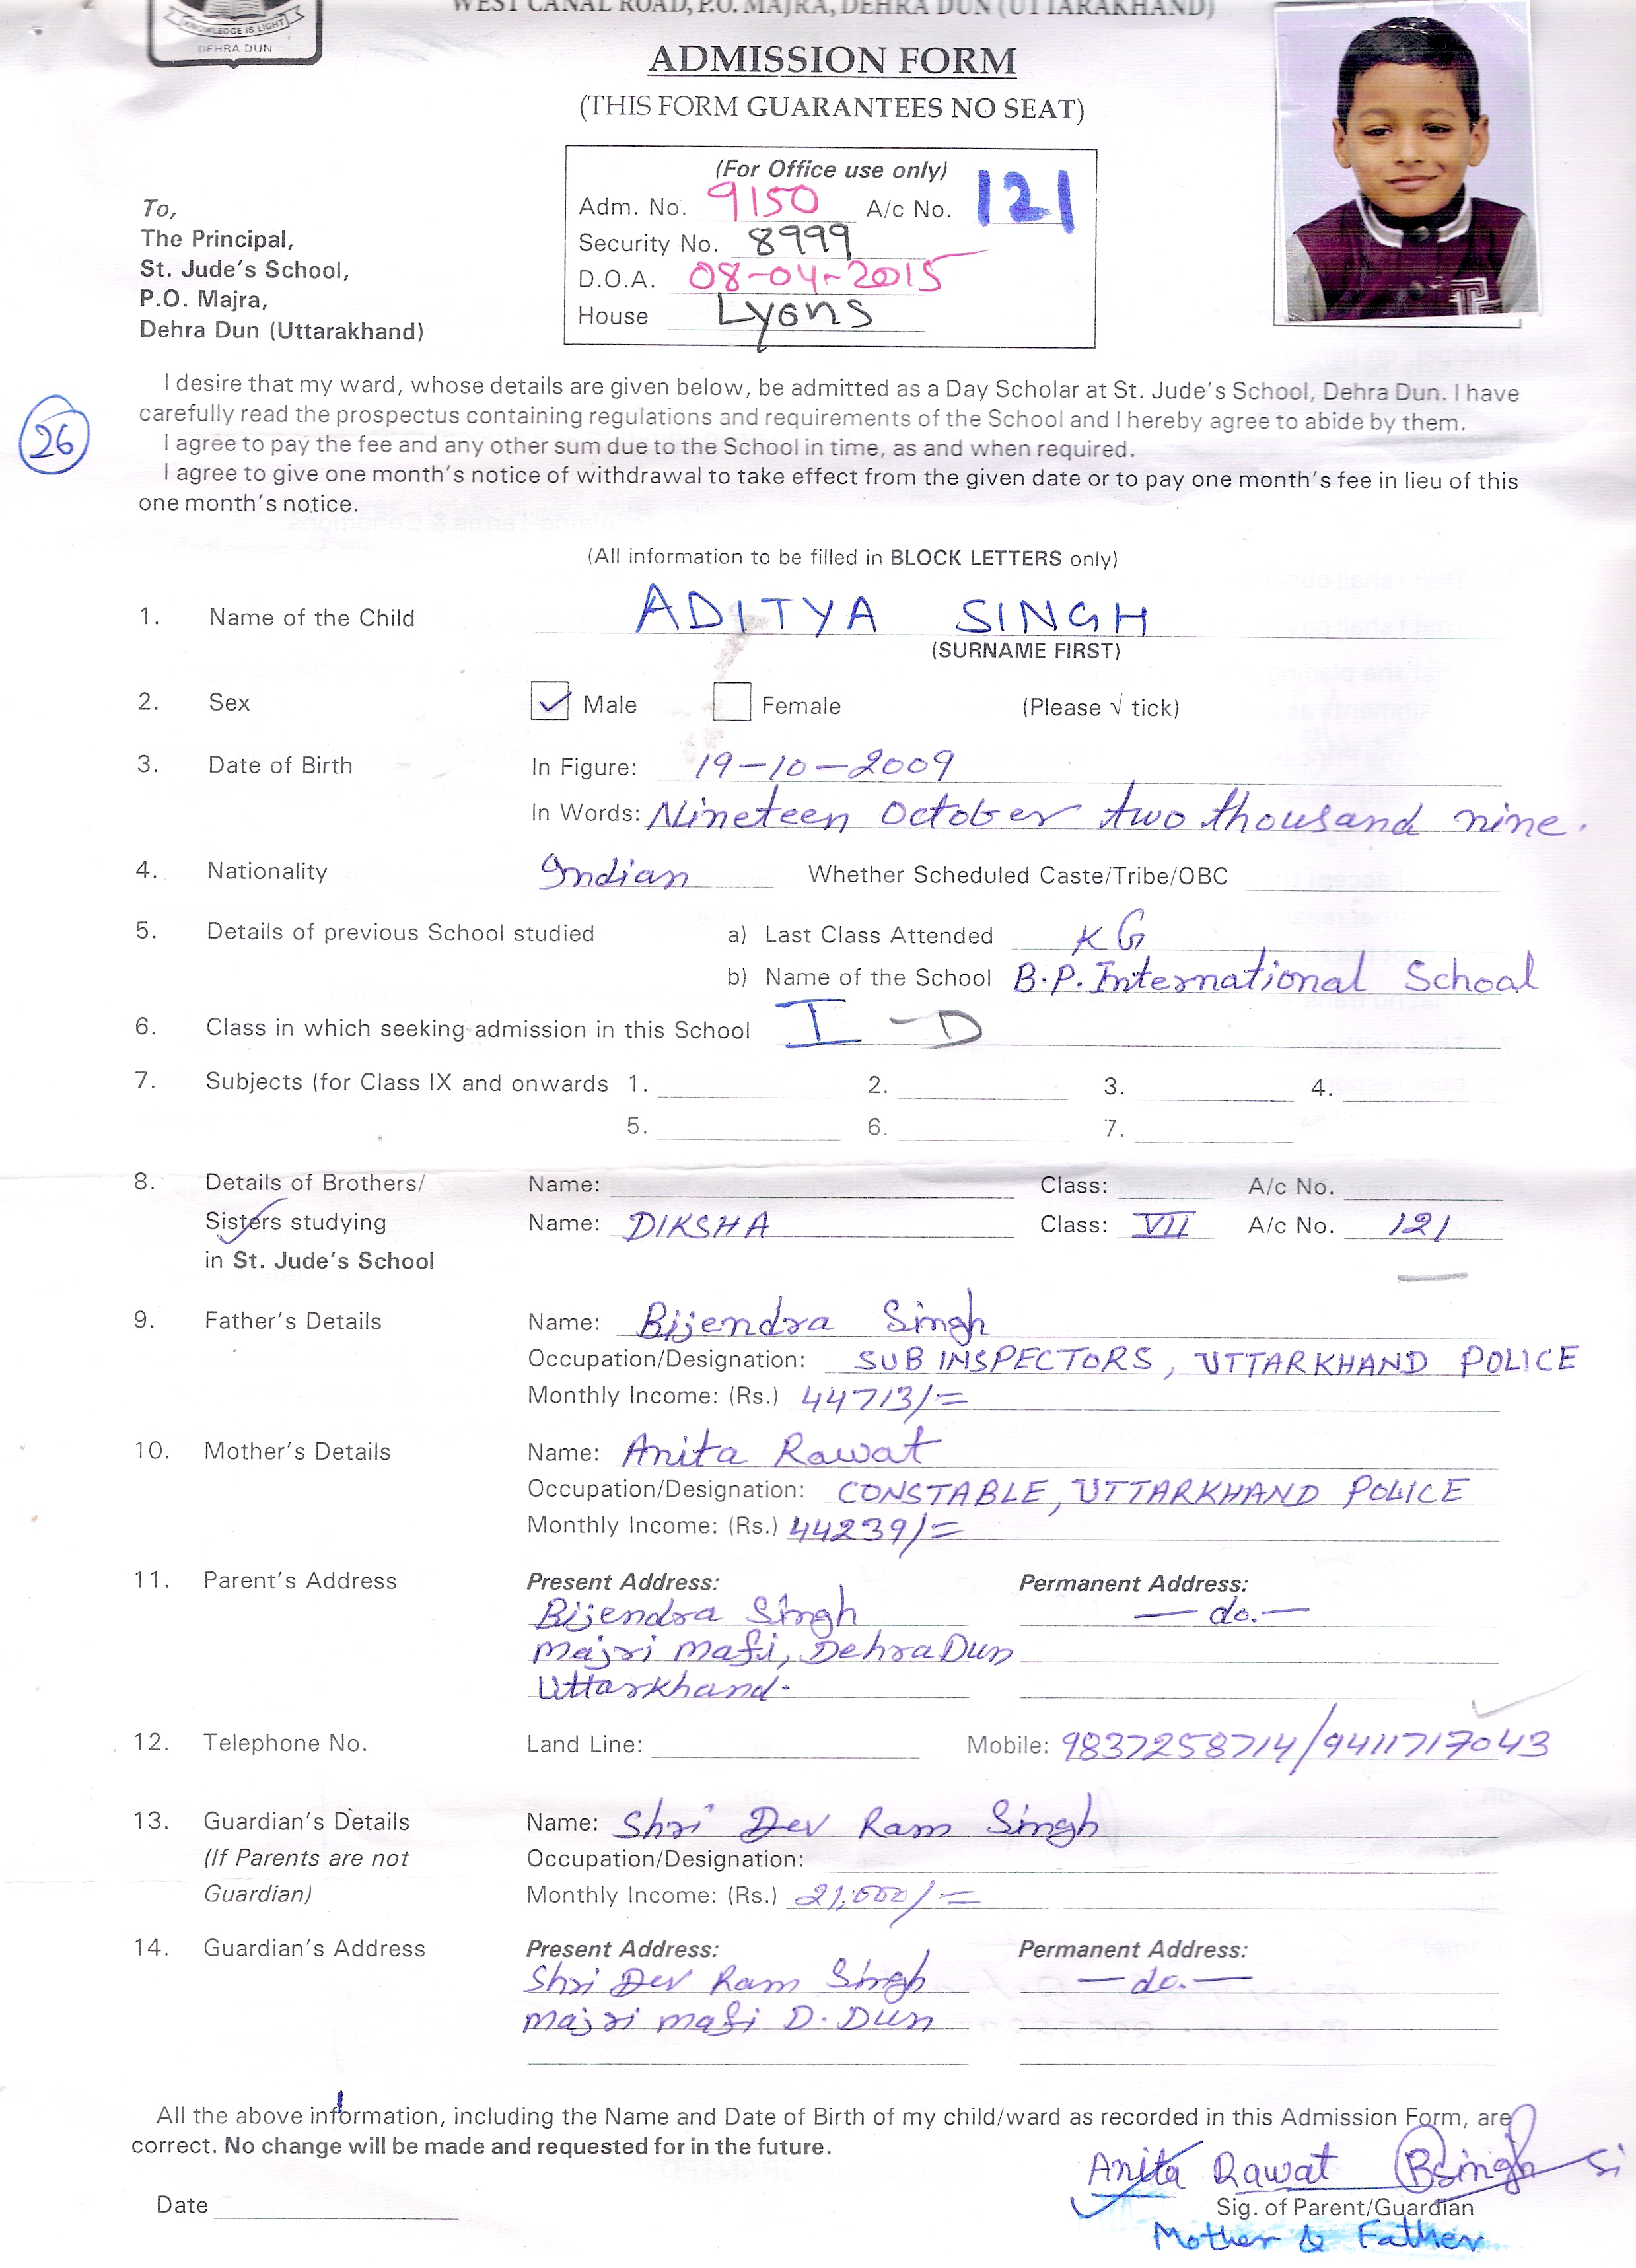 WEST CANAL ROAD, P.O. MAJRA, DEHRA DUN (UTTARAKHAND)
KNOWLEDGE IS LIGHT
DEHRA DUN
ADMISSION FORM
(THIS FORM GUARANTEES NO SEAT)
(For Office use only)
Adm. No. 9150 A/c No. 121
Security No. 8999
D.O.A. 08-04-2015
House Lyons
To,
The Principal,
St. Jude's School,
P.O. Majra,
Dehra Dun (Uttarakhand)
26
I desire that my ward, whose details are given below, be admitted as a Day Scholar at St. Jude's School, Dehra Dun. I have
carefully read the prospectus containing regulations and requirements of the School and I hereby agree to abide by them.
I agree to pay the fee and any other sum due to the School in time, as and when required.
I agree to give one month's notice of withdrawal to take effect from the given date or to pay one month's fee in lieu of this
one month's notice.
(All information to be filled in BLOCK LETTERS only)
1. Name of the Child ADITYA SINGH
(SURNAME FIRST)
2. Sex Male Female (Please √ tick)
3. Date of Birth In Figure: 19-10-2009
In Words: Nineteen October two thousand nine.
4. Nationality Indian Whether Scheduled Caste/Tribe/OBC
5. Details of previous School studied a) Last Class Attended KG
b) Name of the School B.P. International School
6. Class in which seeking admission in this School I - D
7. Subjects (for Class IX and onwards 1. 2. 3. 4.
5. 6. 7.
8. Details of Brothers/ Name: Class: A/c No.
Sisters studying Name: DIKSHA Class: VII A/c No. 121
in St. Jude's School
9. Father's Details Name: Bijendra Singh
Occupation/Designation: SUB INSPECTORS, UTTARKHAND POLICE
Monthly Income: (Rs.) 44713/=
10. Mother's Details Name: Anita Rawat
Occupation/Designation: CONSTABLE, UTTARKHAND POLICE
Monthly Income: (Rs.) 44239/=
11. Parent's Address Present Address: Permanent Address:
Bijendra Singh — do. —
Majri Mafi, DehraDun
Uttarkhand.
12. Telephone No. Land Line: Mobile: 9837258714/9411717043
13. Guardian's Details Name: Shri Dev Ram Singh
(If Parents are not Occupation/Designation:
Guardian) Monthly Income: (Rs.) 21,000/=
14. Guardian's Address Present Address: Permanent Address:
Shri Dev Ram Singh — do. —
Majri Mafi D. Dun
All the above information, including the Name and Date of Birth of my child/ward as recorded in this Admission Form, are
correct. No change will be made and requested for in the future.
Anita Rawat BSingh Si
Date Sig. of Parent/Guardian
Mother & Father